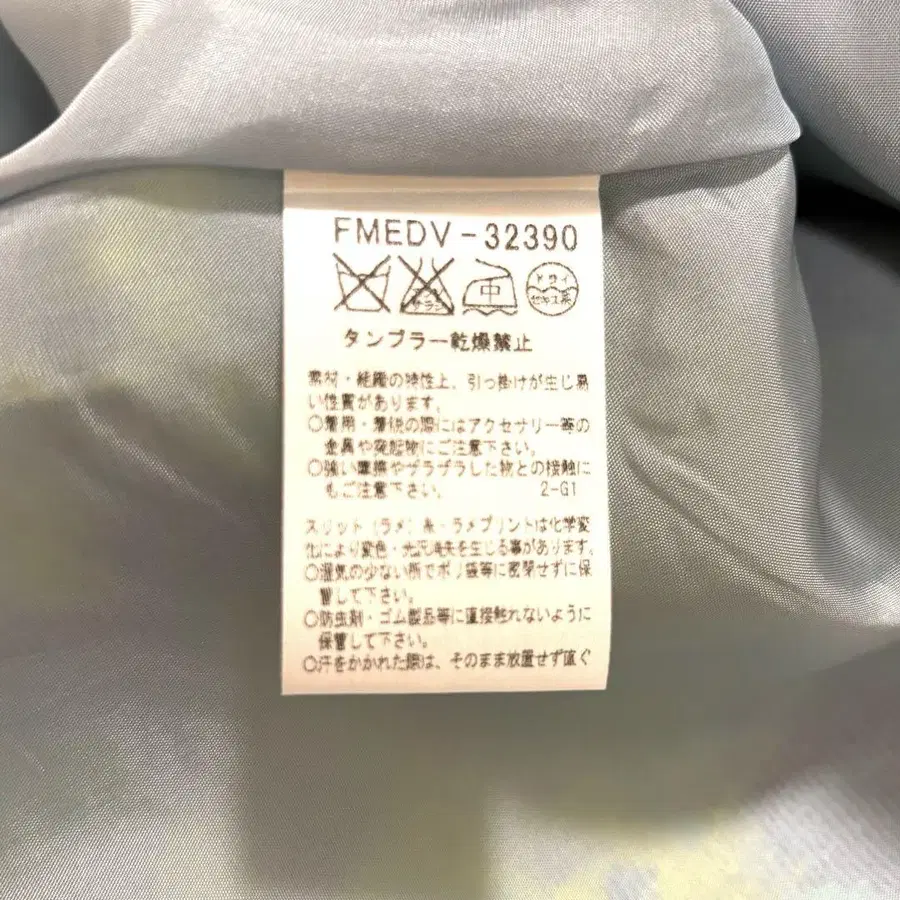 FMEDV-32390
エンソ サラシ 中 ドライ セキユ系
タンブラー乾燥禁止
素材・組織の特性上、引っ掛けが生じ易
い性質があります。
○着用・着脱の際にはアクセサリー等の
金具や突起物にご注意下さい。
○強い摩擦やザラザラした物との接触に
もご注意下さい。 2-G1
スリット(ラメ)糸・ラメプリントは化学変
化により変色・光沢消失を生じる事があります。
○湿気の少ない所でポリ袋等に密閉せずに保
管して下さい。
○防虫剤・ゴム製品等に直接触れないように
保管して下さい。
○汗をかかれた際は、そのまま放置せず直ぐ